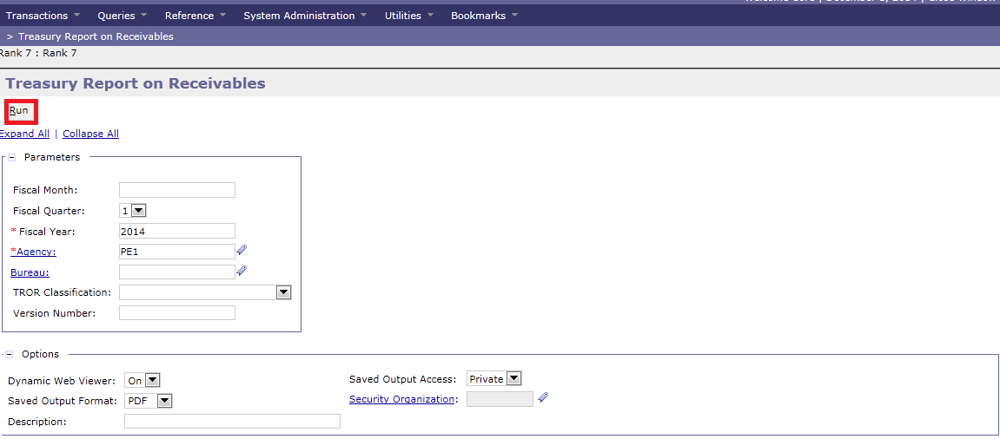 Transactions Queries Reference System Administration Utilities Bookmarks
> Treasury Report on Receivables
Rank 7 : Rank 7
Treasury Report on Receivables
Run
Expand All | Collapse All
Parameters
Fiscal Month:
Fiscal Quarter: 1
* Fiscal Year: 2014
*Agency: PE1
Bureau:
TROR Classification:
Version Number:
Options
Dynamic Web Viewer: On Saved Output Access: Private
Saved Output Format: PDF Security Organization:
Description: